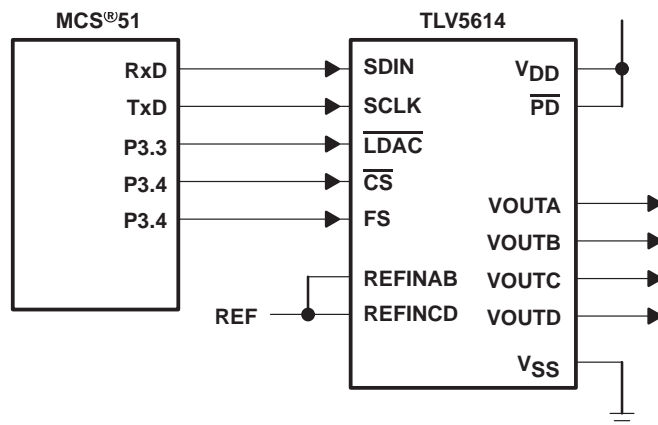 MCS®51
TLV5614
RxD
TxD
P3.3
P3.4
P3.4
SDIN
SCLK
LDAC
CS
FS
REFINAB
REFINCD
REF
VDD
PD
VOUTA
VOUTB
VOUTC
VOUTD
VSS